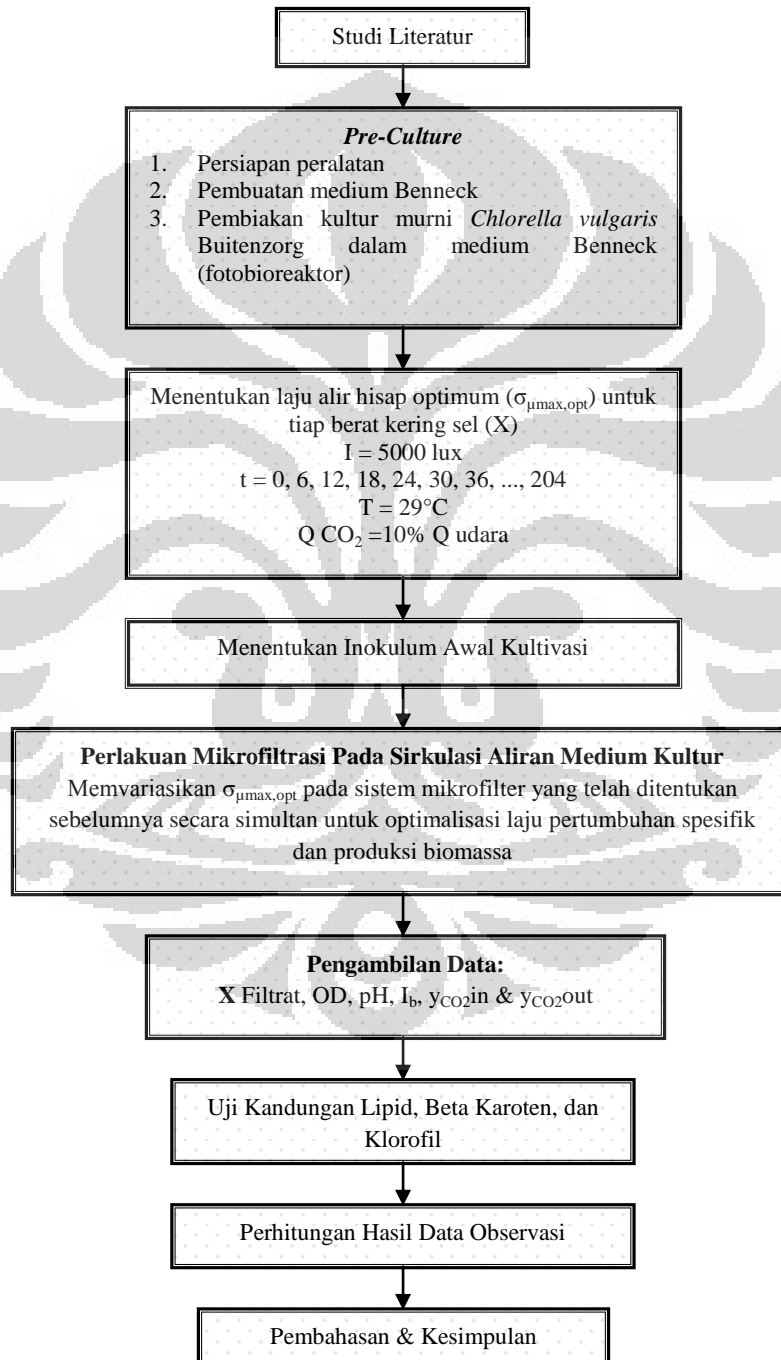 Studi Literatur
Pre-Culture
1. Persiapan peralatan
2. Pembuatan medium Benneck
3. Pembiakan kultur murni Chlorella vulgaris
Buitenzorg dalam medium Benneck
(fotobioreaktor)
Menentukan laju alir hisap optimum (σμmax,opt) untuk
tiap berat kering sel (X)
I = 5000 lux
t = 0, 6, 12, 18, 24, 30, 36, ..., 204
T = 29°C
Q CO₂ =10% Q udara
Menentukan Inokulum Awal Kultivasi
Perlakuan Mikrofiltrasi Pada Sirkulasi Aliran Medium Kultur
Memvariasikan σμmax,opt pada sistem mikrofilter yang telah ditentukan
sebelumnya secara simultan untuk optimalisasi laju pertumbuhan spesifik
dan produksi biomassa
Pengambilan Data:
X Filtrat, OD, pH, Ib, yCO2in & yCO2out
Uji Kandungan Lipid, Beta Karoten, dan
Klorofil
Perhitungan Hasil Data Observasi
Pembahasan & Kesimpulan